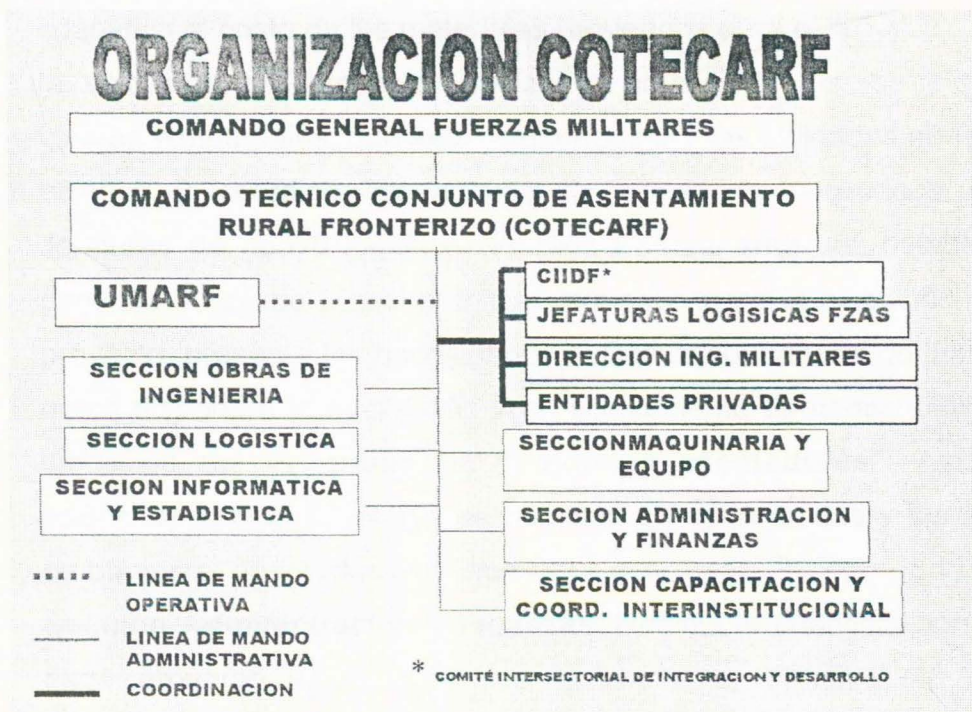 ORGANIZACION COTECARF
COMANDO GENERAL FUERZAS MILITARES
COMANDO TECNICO CONJUNTO DE ASENTAMIENTO
RURAL FRONTERIZO (COTECARF)
UMARF
CIIDF*
JEFATURAS LOGISICAS FZAS
DIRECCION ING. MILITARES
ENTIDADES PRIVADAS
SECCION OBRAS DE
INGENIERIA
SECCION LOGISTICA
SECCION INFORMATICA
Y ESTADISTICA
SECCIONMAQUINARIA Y
EQUIPO
SECCION ADMINISTRACION
Y FINANZAS
SECCION CAPACITACION Y
COORD. INTERINSTITUCIONAL
LINEA DE MANDO
OPERATIVA
LINEA DE MANDO
ADMINISTRATIVA
COORDINACION
* COMITÉ INTERSECTORIAL DE INTEGRACION Y DESARROLLO